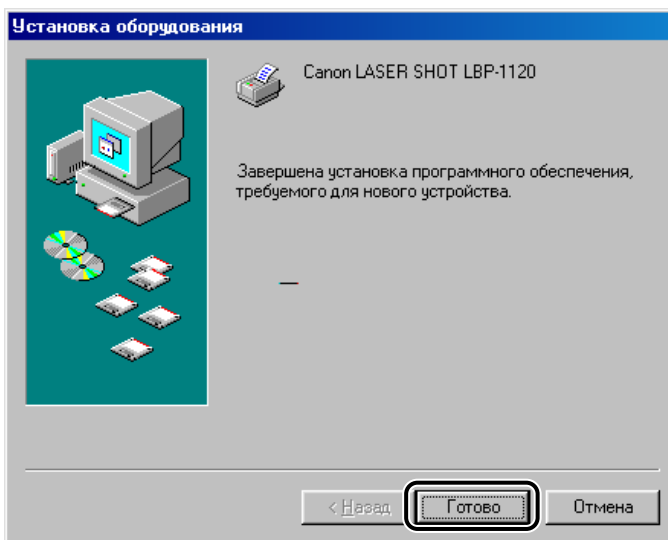 Установка оборудования
Canon LASER SHOT LBP-1120
Завершена установка программного обеспечения,
требуемого для нового устройства.
< Назад Готово Отмена